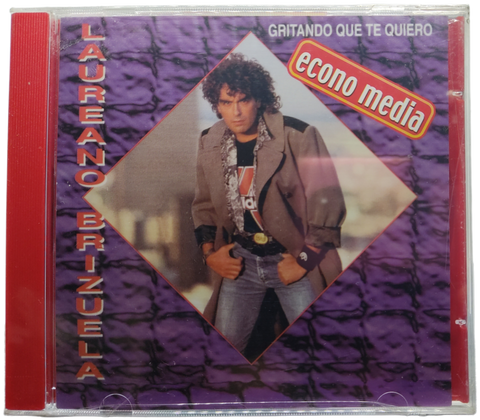 GRITANDO QUE TE QUIERO
econo media
LAUREANO BRIZUELA